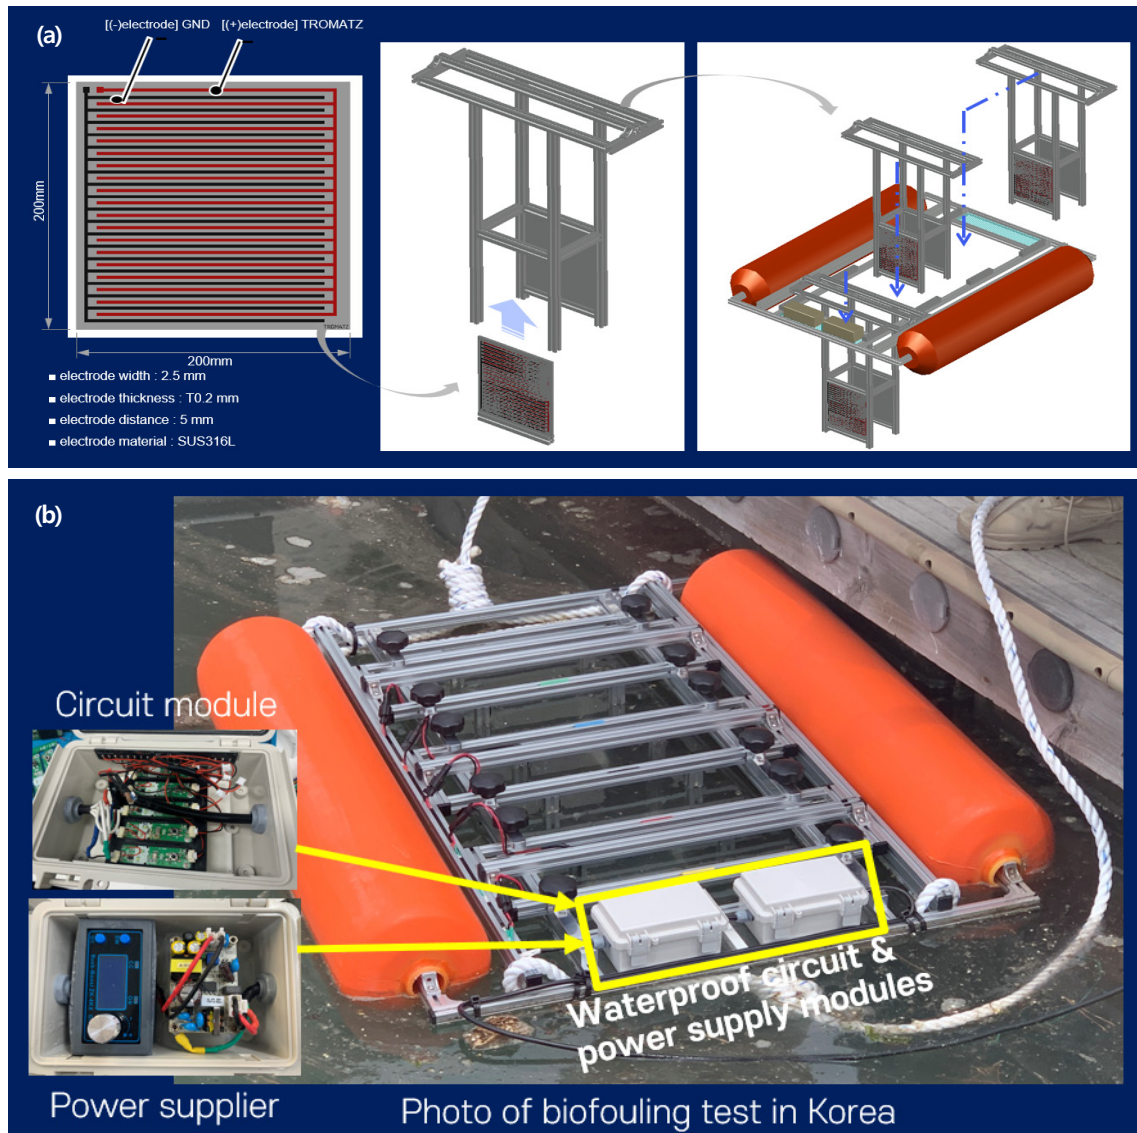 (a)
[(-)electrode] GND
[(+)electrode] TROMATZ
200mm
TROMATZ
200mm
■ electrode width : 2.5 mm
■ electrode thickness : T0.2 mm
■ electrode distance : 5 mm
■ electrode material : SUS316L
(b)
Circuit module
Waterproof circuit &
power supply modules
Power supplier
Photo of biofouling test in Korea